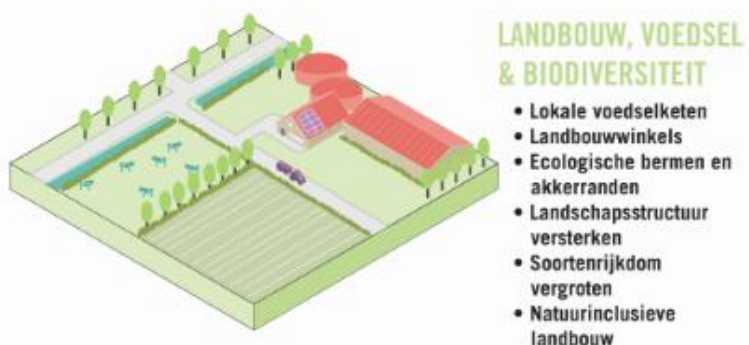 LANDBOUW, VOEDSEL
& BIODIVERSITEIT
• Lokale voedselketen
• Landbouwwinkels
• Ecologische bermen en
akkerranden
• Landschapsstructuur
versterken
• Soortenrijkdom
vergroten
• Natuurinclusieve
landbouw